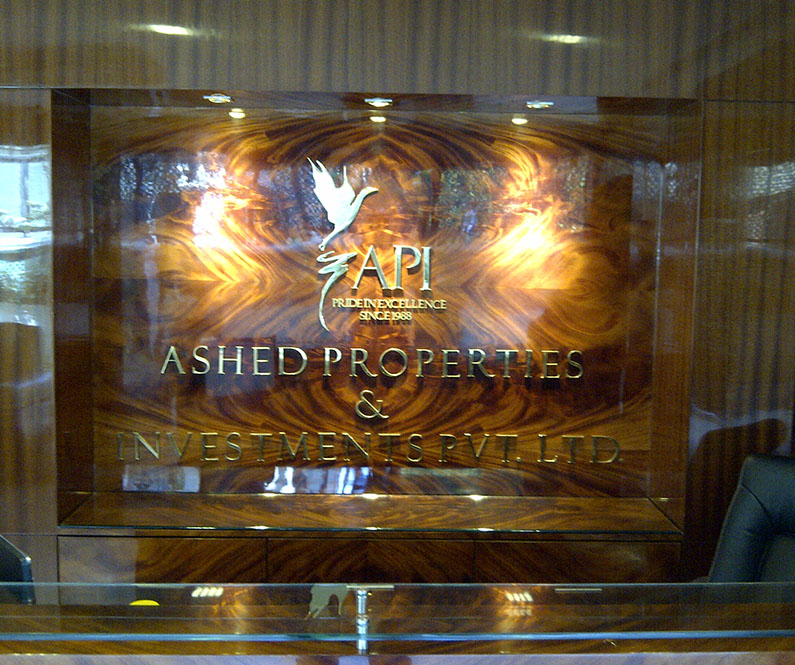 API
PRIDE IN EXCELLENCE
SINCE 1988
ASHED PROPERTIES
&
INVESTMENTS PVT. LTD.